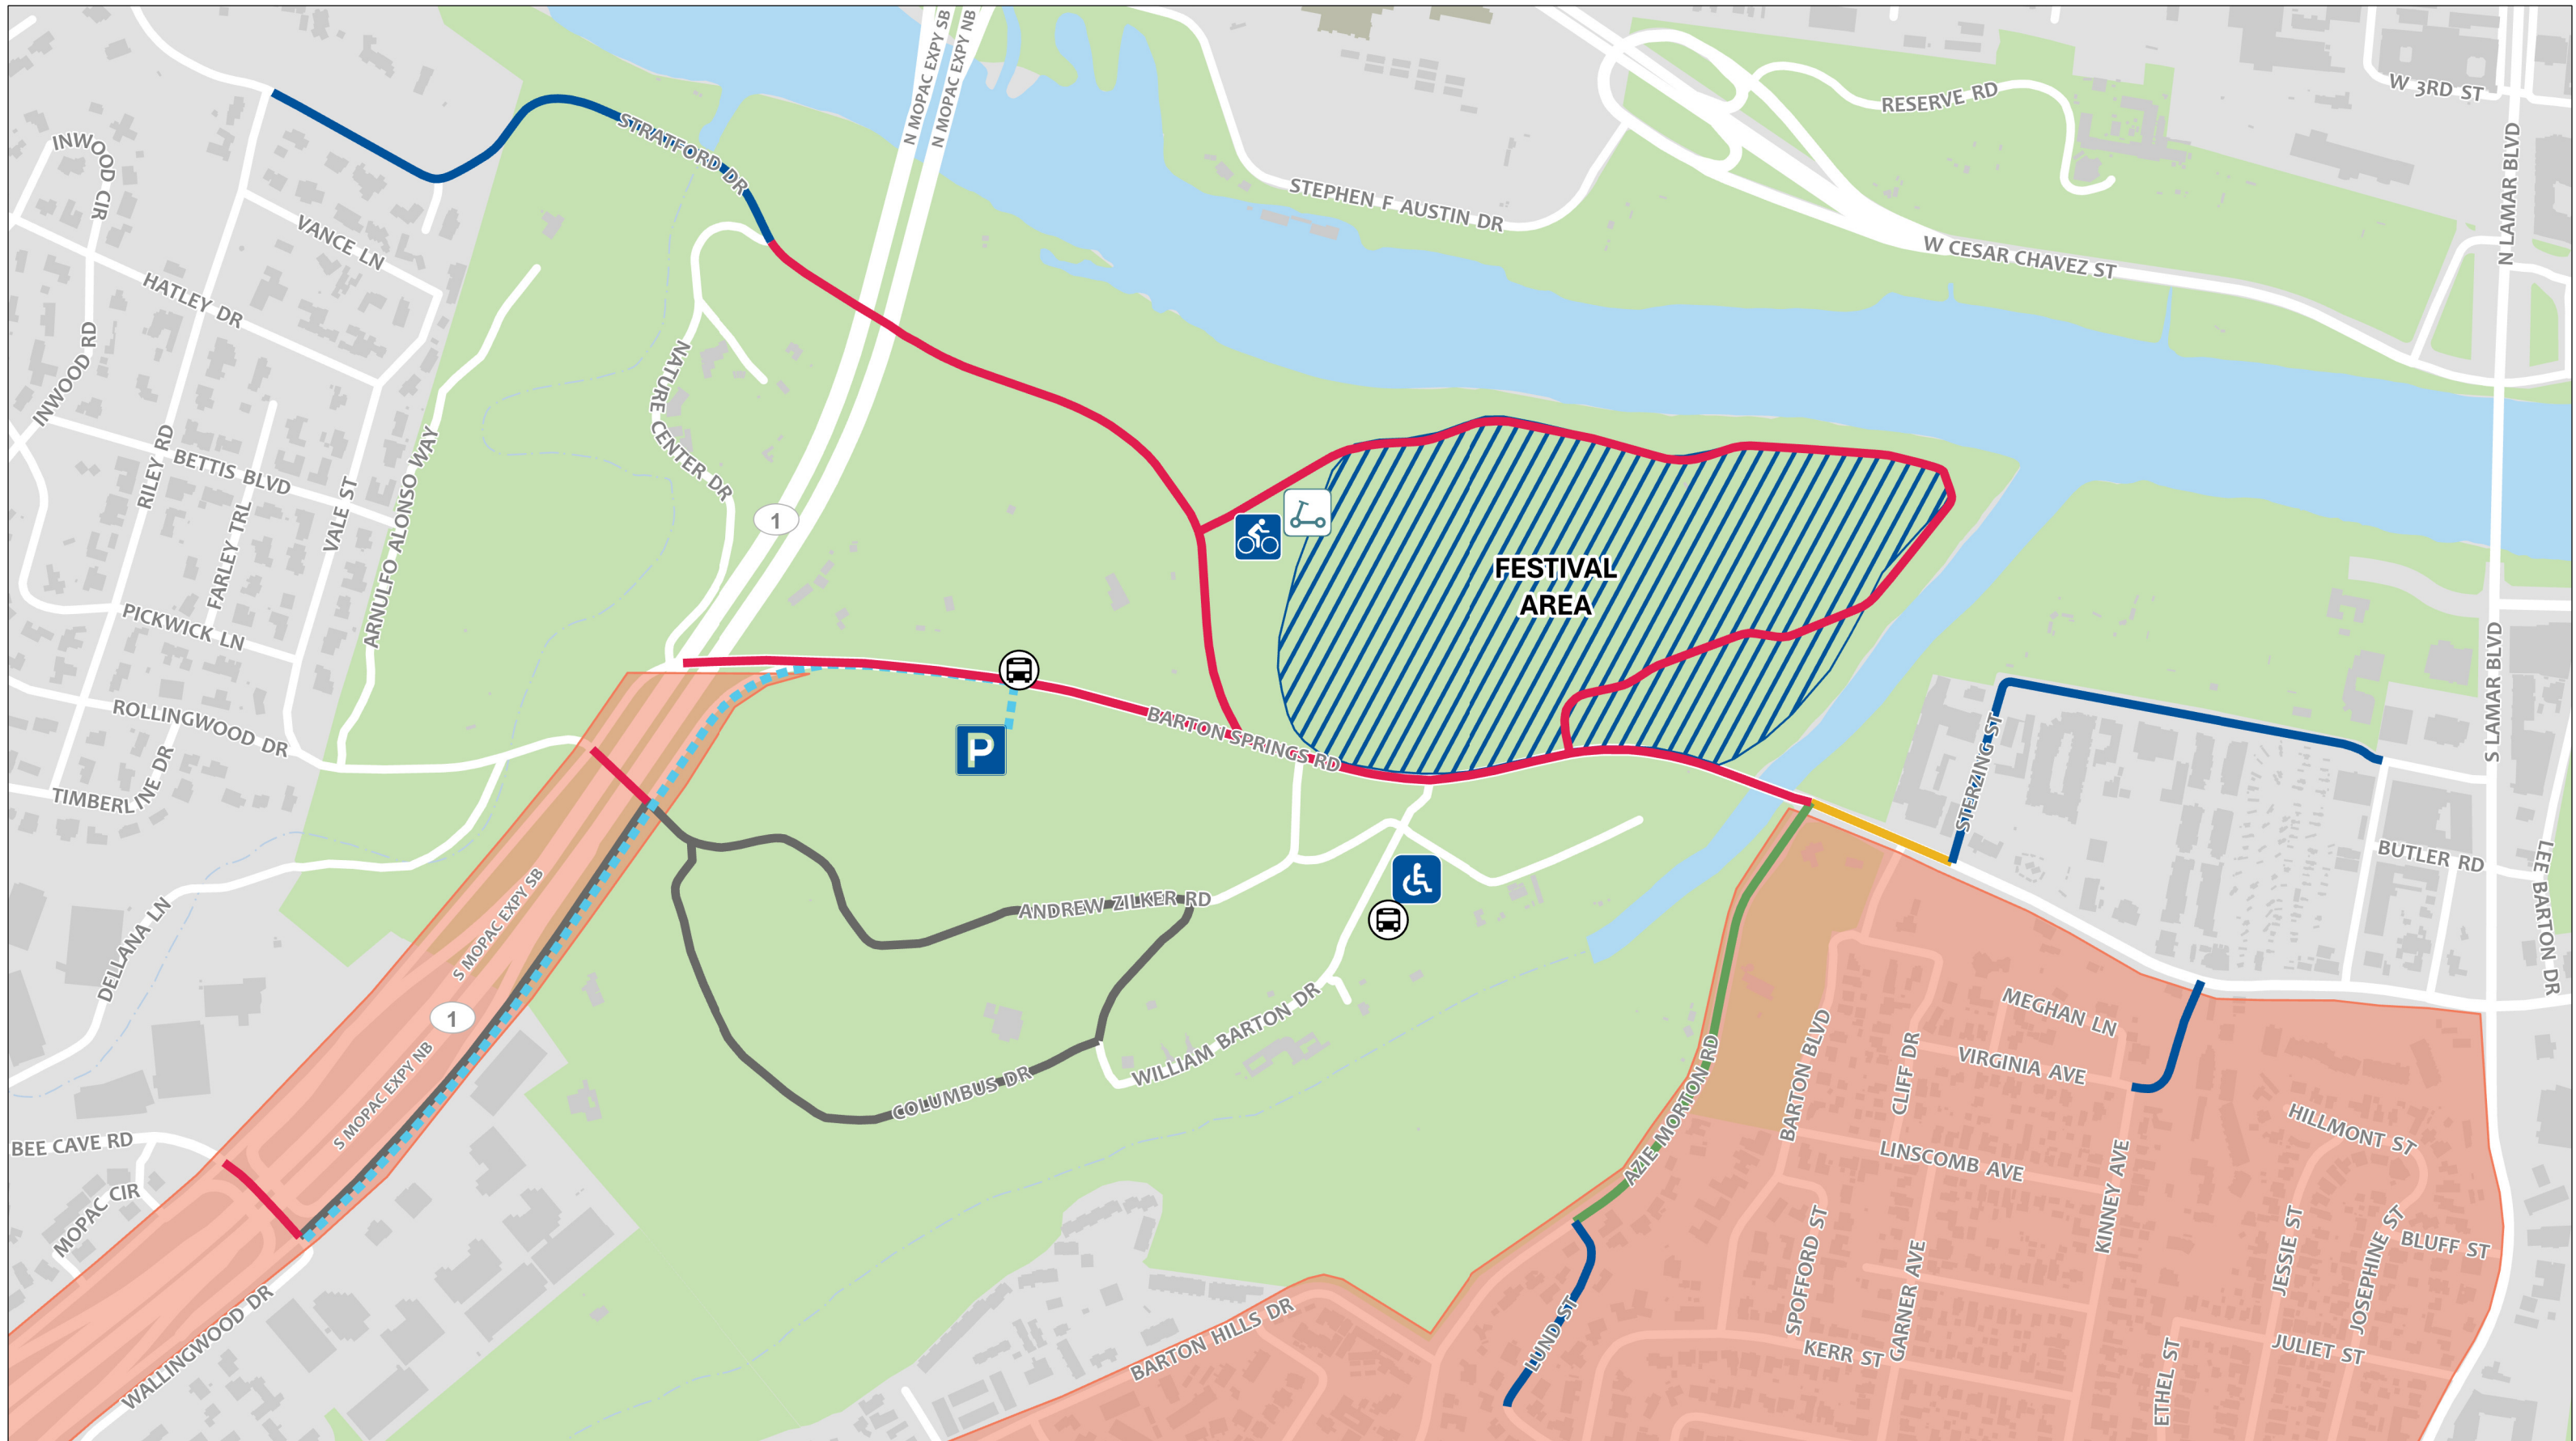 N MOPAC EXPY SB
N MOPAC EXPY NB
W 3RD ST
RESERVE RD
N LAMAR BLVD
STRATFORD DR
INWOOD CIR
STEPHEN F AUSTIN DR
VANCE LN
W CESAR CHAVEZ ST
HATLEY DR
INWOOD RD
NATURE CENTER DR
RILEY RD
BETTIS BLVD
ARNULFO ALONSO WAY
VALE ST
FARLEY TRL
1
FESTIVAL
AREA
PICKWICK LN
ROLLINGWOOD DR
P
BARTON SPRINGS RD
S LAMAR BLVD
TIMBERLINE DR
STERZING ST
BUTLER RD
LEE BARTON DR
ANDREW ZILKER RD
S MOPAC EXPY SB
DELLANA LN
1
WILLIAM BARTON DR
MEGHAN LN
VIRGINIA AVE
BARTON BLVD
CLIFF DR
S MOPAC EXPY NB
COLUMBUS DR
AZIE MORTON RD
HILLMONT ST
BEE CAVE RD
LINSCOMB AVE
KINNEY AVE
MOPAC CIR
SPOFFORD ST
GARNER AVE
JESSIE ST
JOSEPHINE ST
BLUFF ST
WALLINGWOOD DR
BARTON HILLS DR
LUND ST
KERR ST
ETHEL ST
JULIET ST